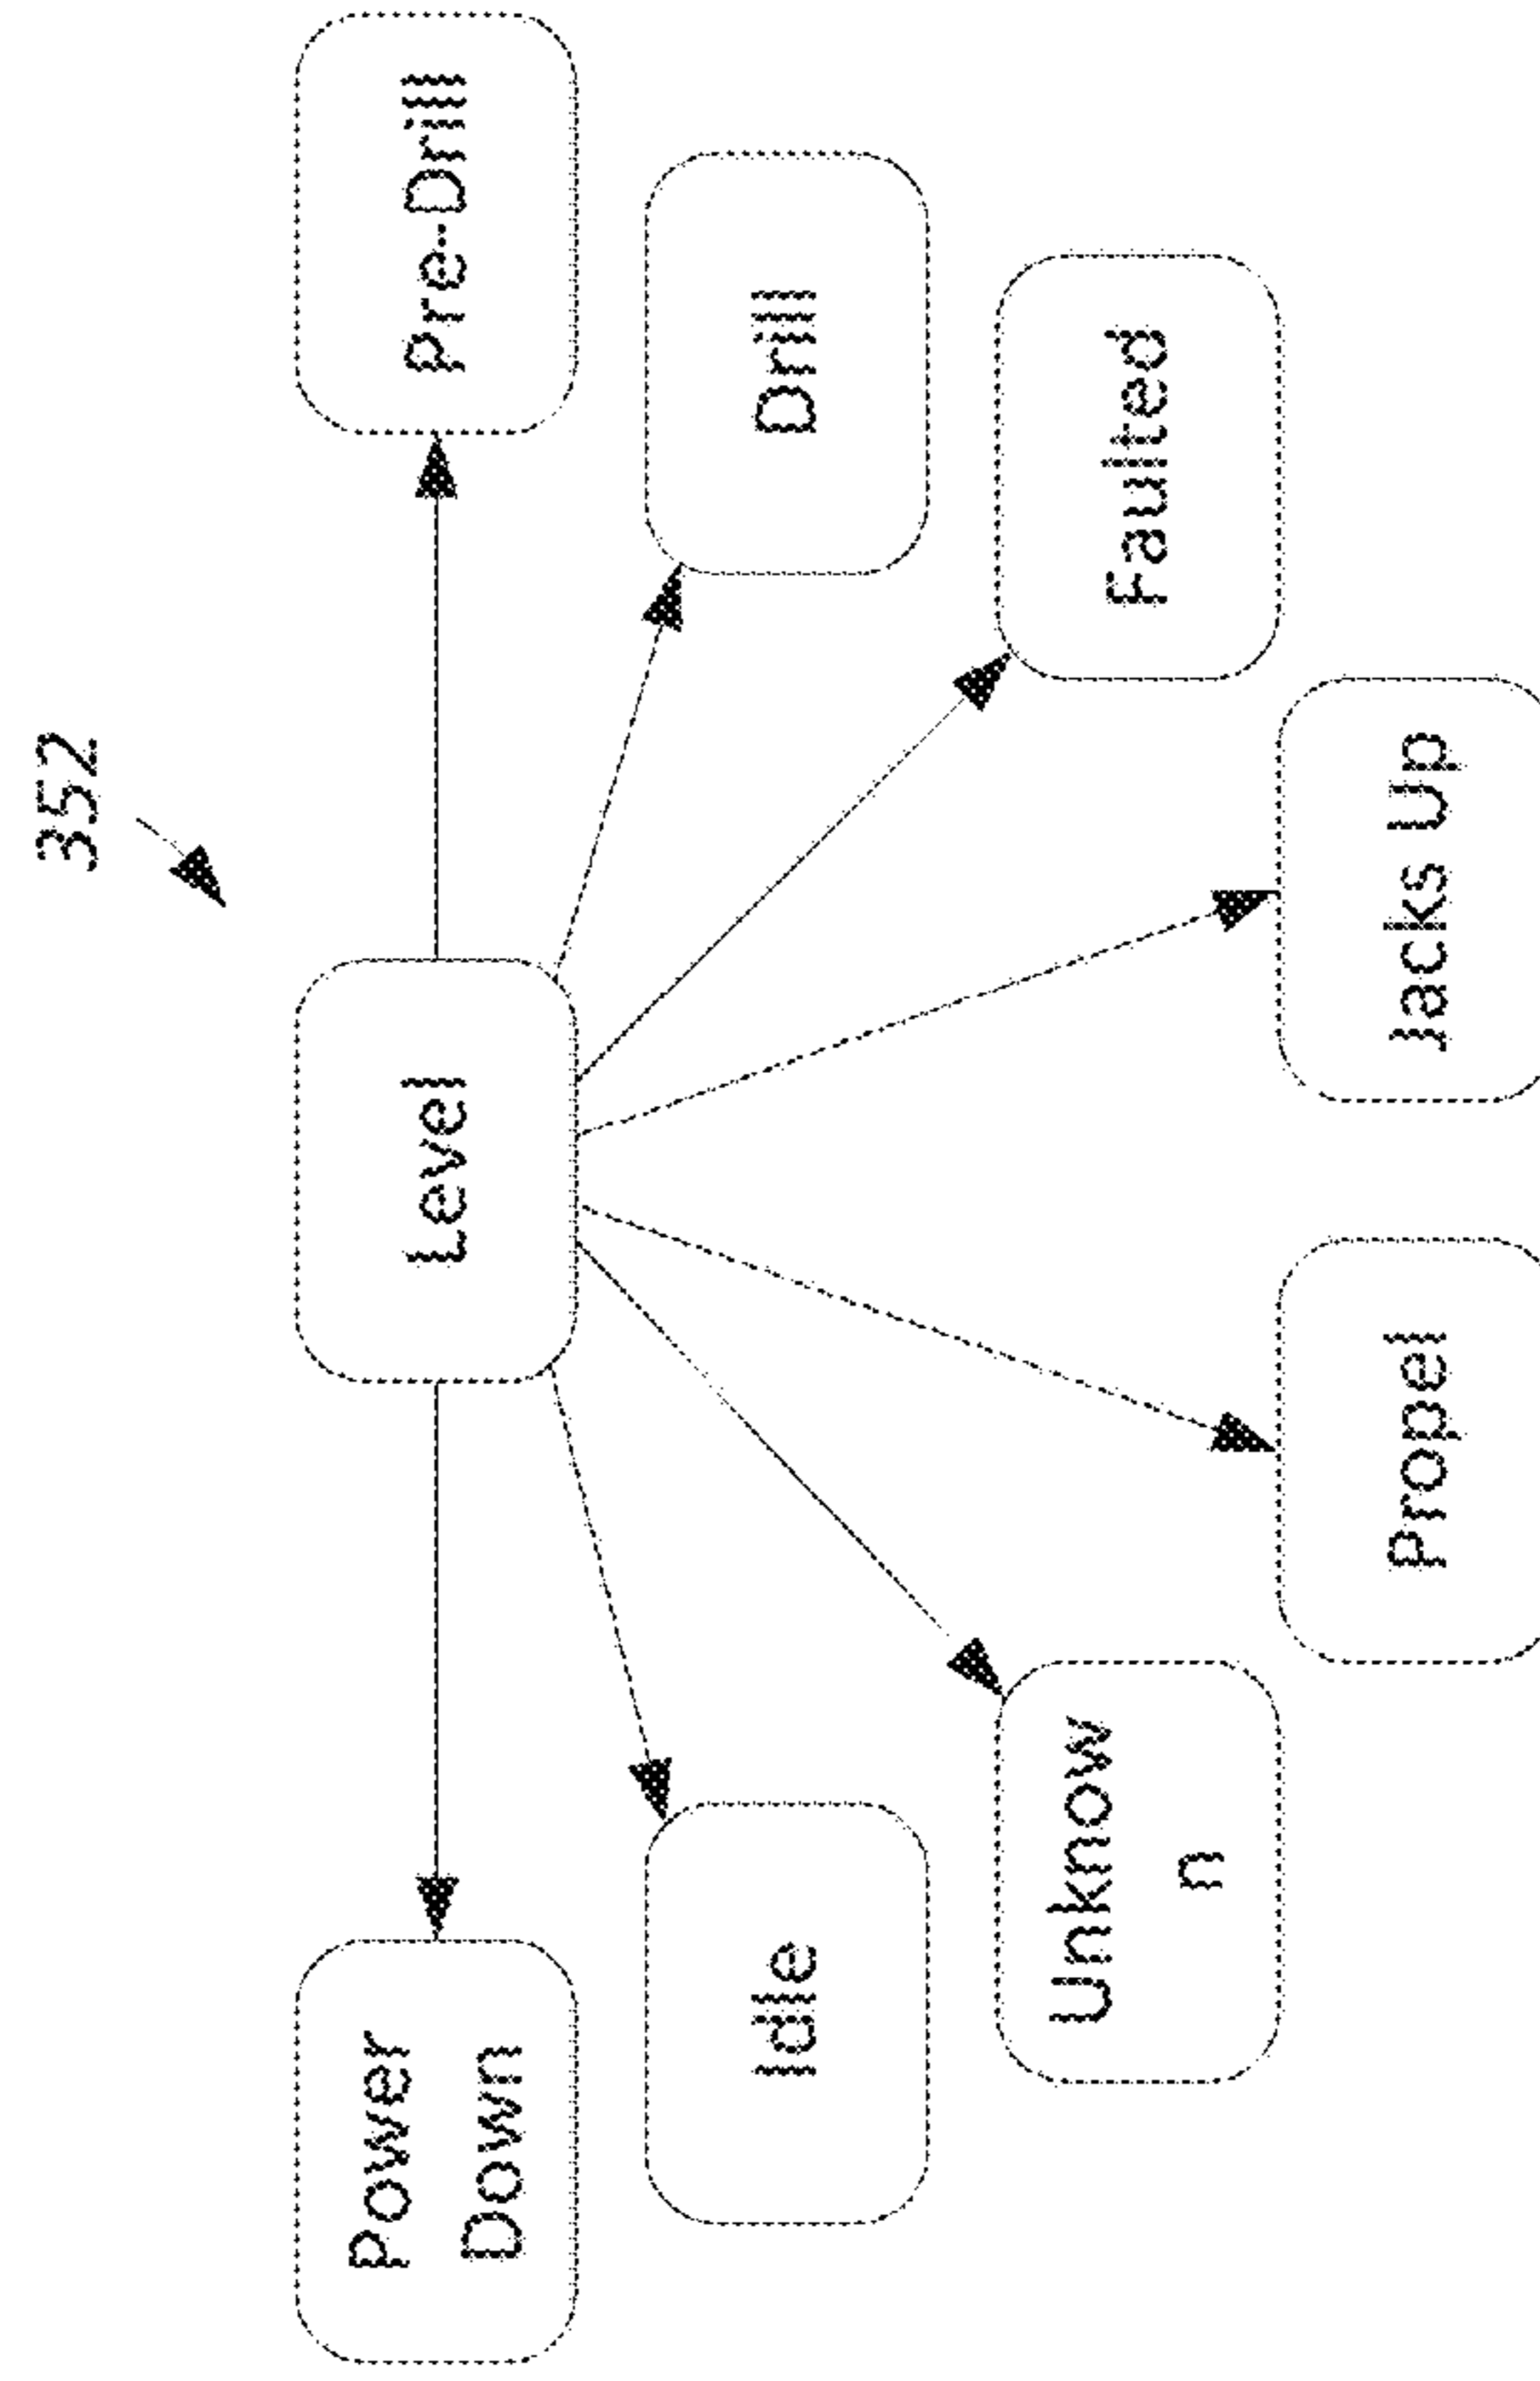 352
Level
Power
Down
Pre-Drill
Idle
Drill
Unknow
n
Faulted
Propel
Jacks Up